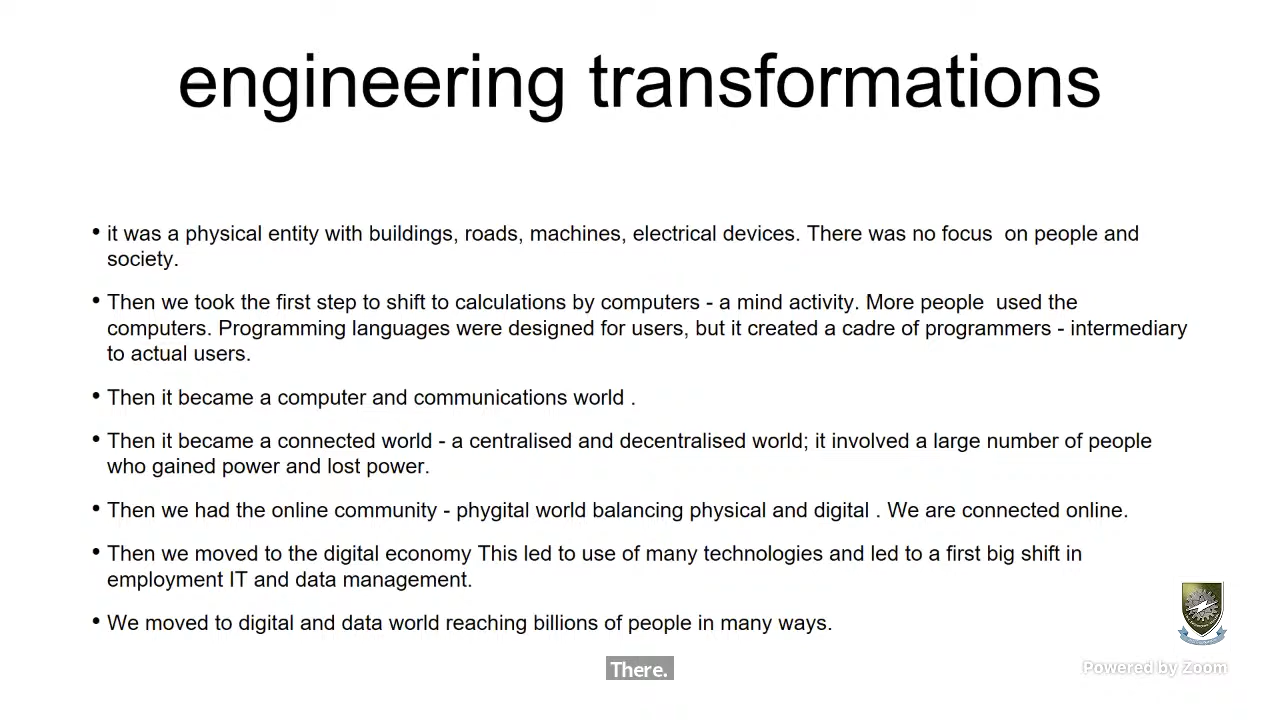 engineering transformations
• it was a physical entity with buildings, roads, machines, electrical devices. There was no focus  on people and
society.
• Then we took the first step to shift to calculations by computers - a mind activity. More people  used the
computers. Programming languages were designed for users, but it created a cadre of programmers - intermediary
to actual users.
• Then it became a computer and communications world .
• Then it became a connected world - a centralised and decentralised world; it involved a large number of people
who gained power and lost power.
• Then we had the online community - phygital world balancing physical and digital . We are connected online.
• Then we moved to the digital economy This led to use of many technologies and led to a first big shift in
employment IT and data management.
• We moved to digital and data world reaching billions of people in many ways.
There.
Powered by Zoom